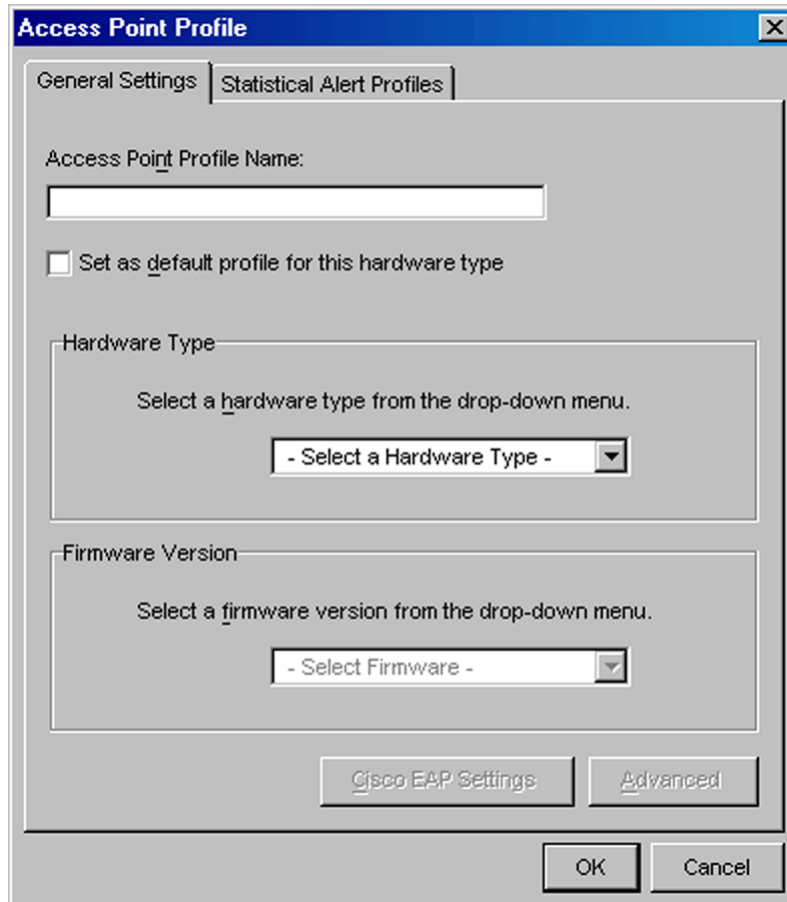 Access Point Profile
General Settings
Statistical Alert Profiles
Access Point Profile Name:
Set as default profile for this hardware type
Hardware Type
Select a hardware type from the drop-down menu.
- Select a Hardware Type -
Firmware Version
Select a firmware version from the drop-down menu.
- Select Firmware -
Cisco EAP Settings
Advanced
OK
Cancel